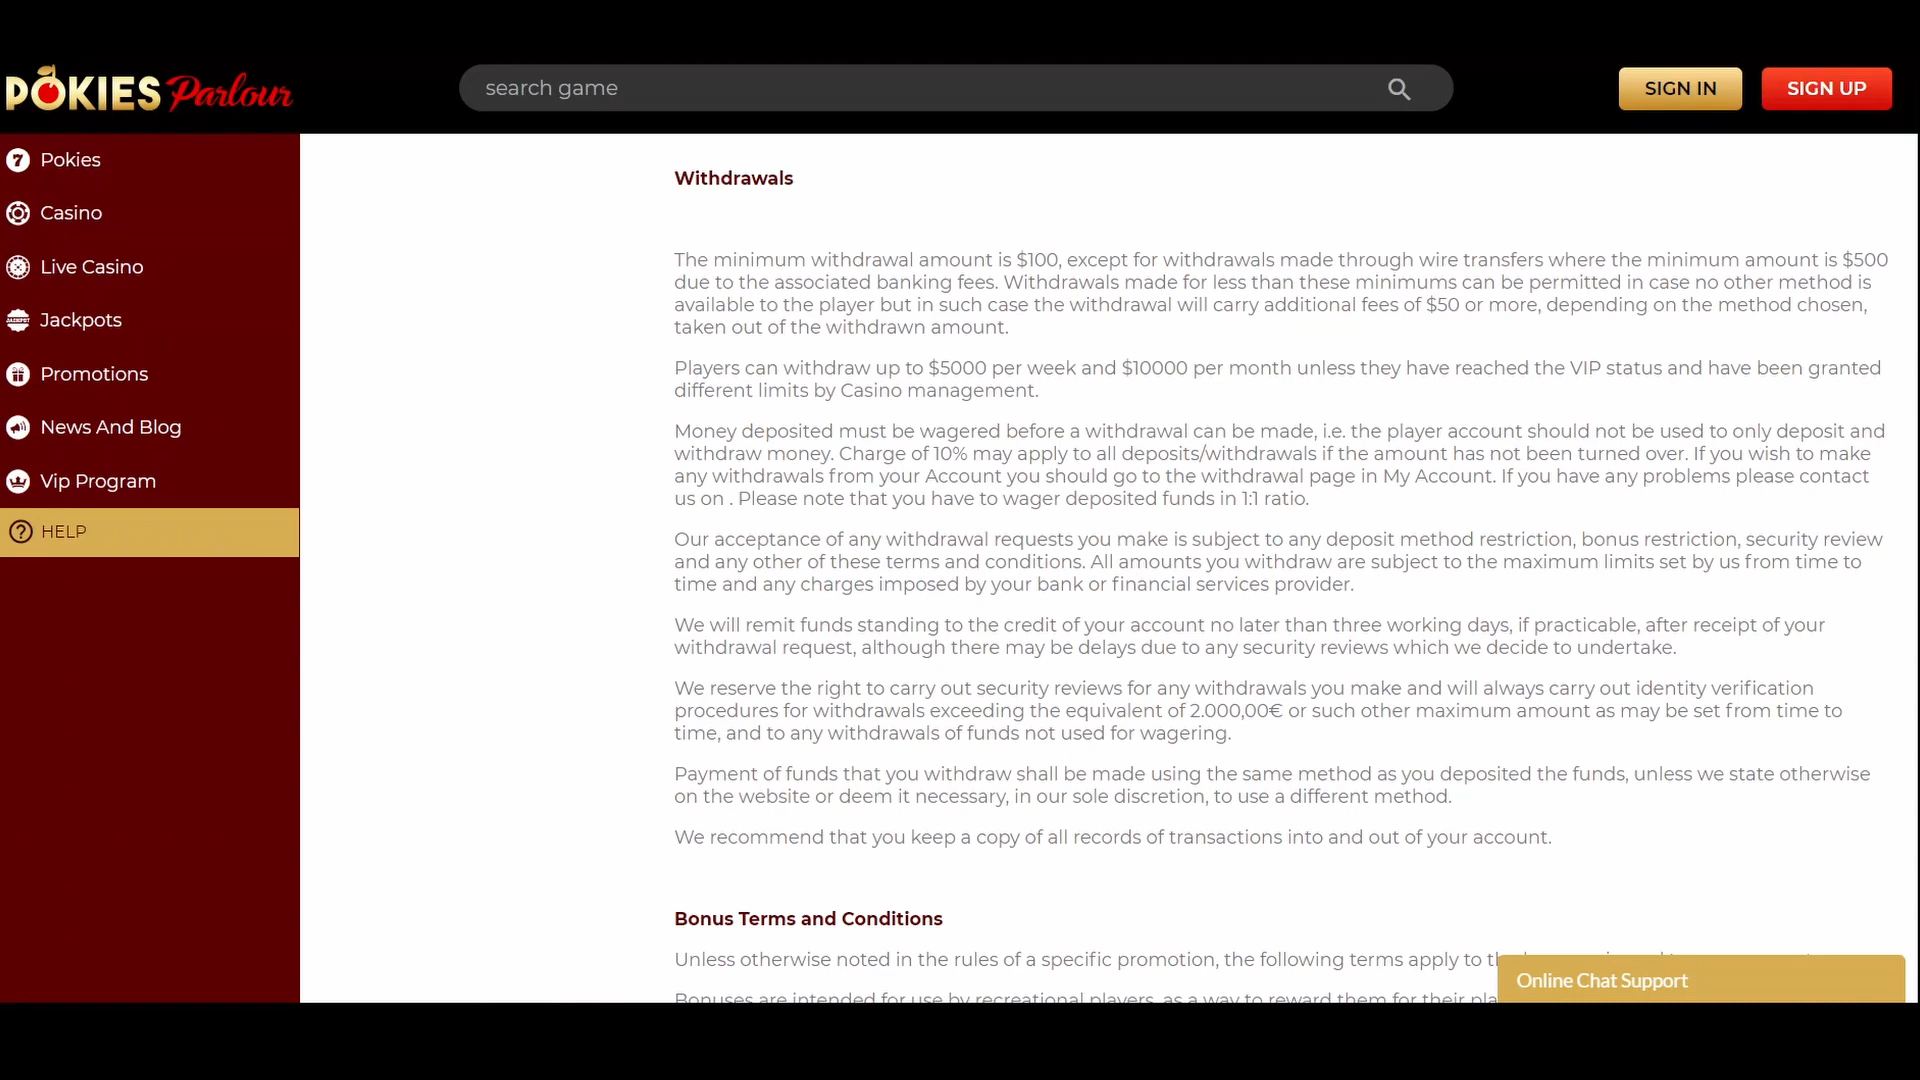 POKIES Parlour
search game
SIGN IN
SIGN UP
7 Pokies
Casino
Live Casino
JACKPOT Jackpots
Promotions
News And Blog
Vip Program
? HELP
Withdrawals
The minimum withdrawal amount is $100, except for withdrawals made through wire transfers where the minimum amount is $500
due to the associated banking fees. Withdrawals made for less than these minimums can be permitted in case no other method is
available to the player but in such case the withdrawal will carry additional fees of $50 or more, depending on the method chosen,
taken out of the withdrawn amount.
Players can withdraw up to $5000 per week and $10000 per month unless they have reached the VIP status and have been granted
different limits by Casino management.
Money deposited must be wagered before a withdrawal can be made, i.e. the player account should not be used to only deposit and
withdraw money. Charge of 10% may apply to all deposits/withdrawals if the amount has not been turned over. If you wish to make
any withdrawals from your Account you should go to the withdrawal page in My Account. If you have any problems please contact
us on . Please note that you have to wager deposited funds in 1:1 ratio.
Our acceptance of any withdrawal requests you make is subject to any deposit method restriction, bonus restriction, security review
and any other of these terms and conditions. All amounts you withdraw are subject to the maximum limits set by us from time to
time and any charges imposed by your bank or financial services provider.
We will remit funds standing to the credit of your account no later than three working days, if practicable, after receipt of your
withdrawal request, although there may be delays due to any security reviews which we decide to undertake.
We reserve the right to carry out security reviews for any withdrawals you make and will always carry out identity verification
procedures for withdrawals exceeding the equivalent of 2.000,00€ or such other maximum amount as may be set from time to
time, and to any withdrawals of funds not used for wagering.
Payment of funds that you withdraw shall be made using the same method as you deposited the funds, unless we state otherwise
on the website or deem it necessary, in our sole discretion, to use a different method.
We recommend that you keep a copy of all records of transactions into and out of your account.
Bonus Terms and Conditions
Unless otherwise noted in the rules of a specific promotion, the following terms apply to
Bonuses are intended for use by recreational players, as a way to reward them for their
Online Chat Support